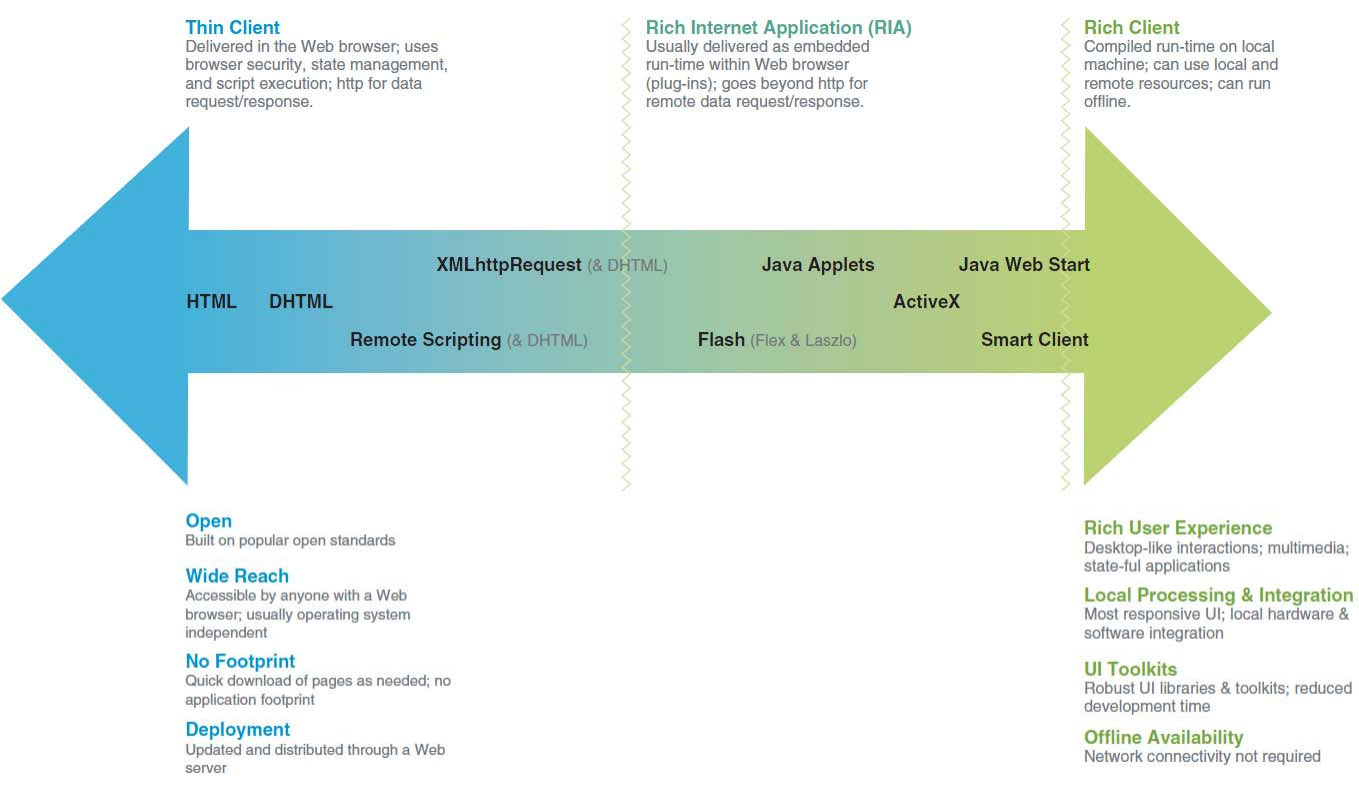 Thin Client
Delivered in the Web browser; uses
browser security, state management,
and script execution; http for data
request/response.
Rich Internet Application (RIA)
Usually delivered as embedded
run-time within Web browser
(plug-ins); goes beyond http for
remote data request/response.
Rich Client
Compiled run-time on local
machine; can use local and
remote resources; can run
offline.
XMLhttpRequest (& DHTML)
Java Applets
Java Web Start
HTML
DHTML
ActiveX
Remote Scripting (& DHTML)
Flash (Flex & Laszlo)
Smart Client
Open
Built on popular open standards
Wide Reach
Accessible by anyone with a Web
browser; usually operating system
independent
No Footprint
Quick download of pages as needed; no
application footprint
Deployment
Updated and distributed through a Web
server
Rich User Experience
Desktop-like interactions; multimedia;
state-ful applications
Local Processing & Integration
Most responsive UI; local hardware &
software integration
UI Toolkits
Robust UI libraries & toolkits; reduced
development time
Offline Availability
Network connectivity not required